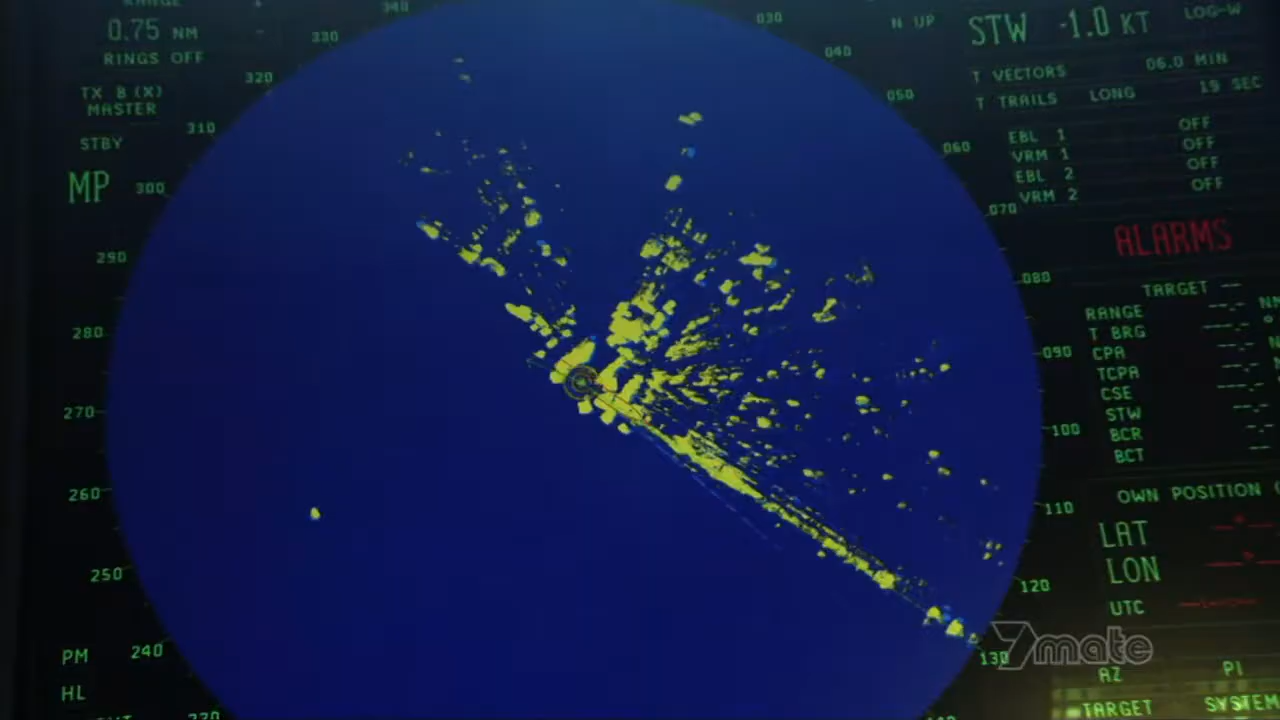 RANGE
0.75 NM
RINGS OFF
TX B (X)
MASTER
STBY
MP
340
330
320
310
300
290
280
270
260
250
240
PM
HL
030
040
050
060
070
080
090
100
110
120
130
N UP
STW -1.0 KT
LOG-W
T VECTORS 06.0 MIN
T TRAILS LONG 19 SEC
EBL 1 OFF
VRM 1 OFF
EBL 2 OFF
VRM 2 OFF
ALARMS
TARGET --
RANGE --.-
T BRG ---.-
CPA --.-
TCPA --.-
CSE ---.-
STW --.-
BCR --.-
BCT --
OWN POSITION
LAT
LON
UTC
7mate
AZ PI
TARGET SYSTEM